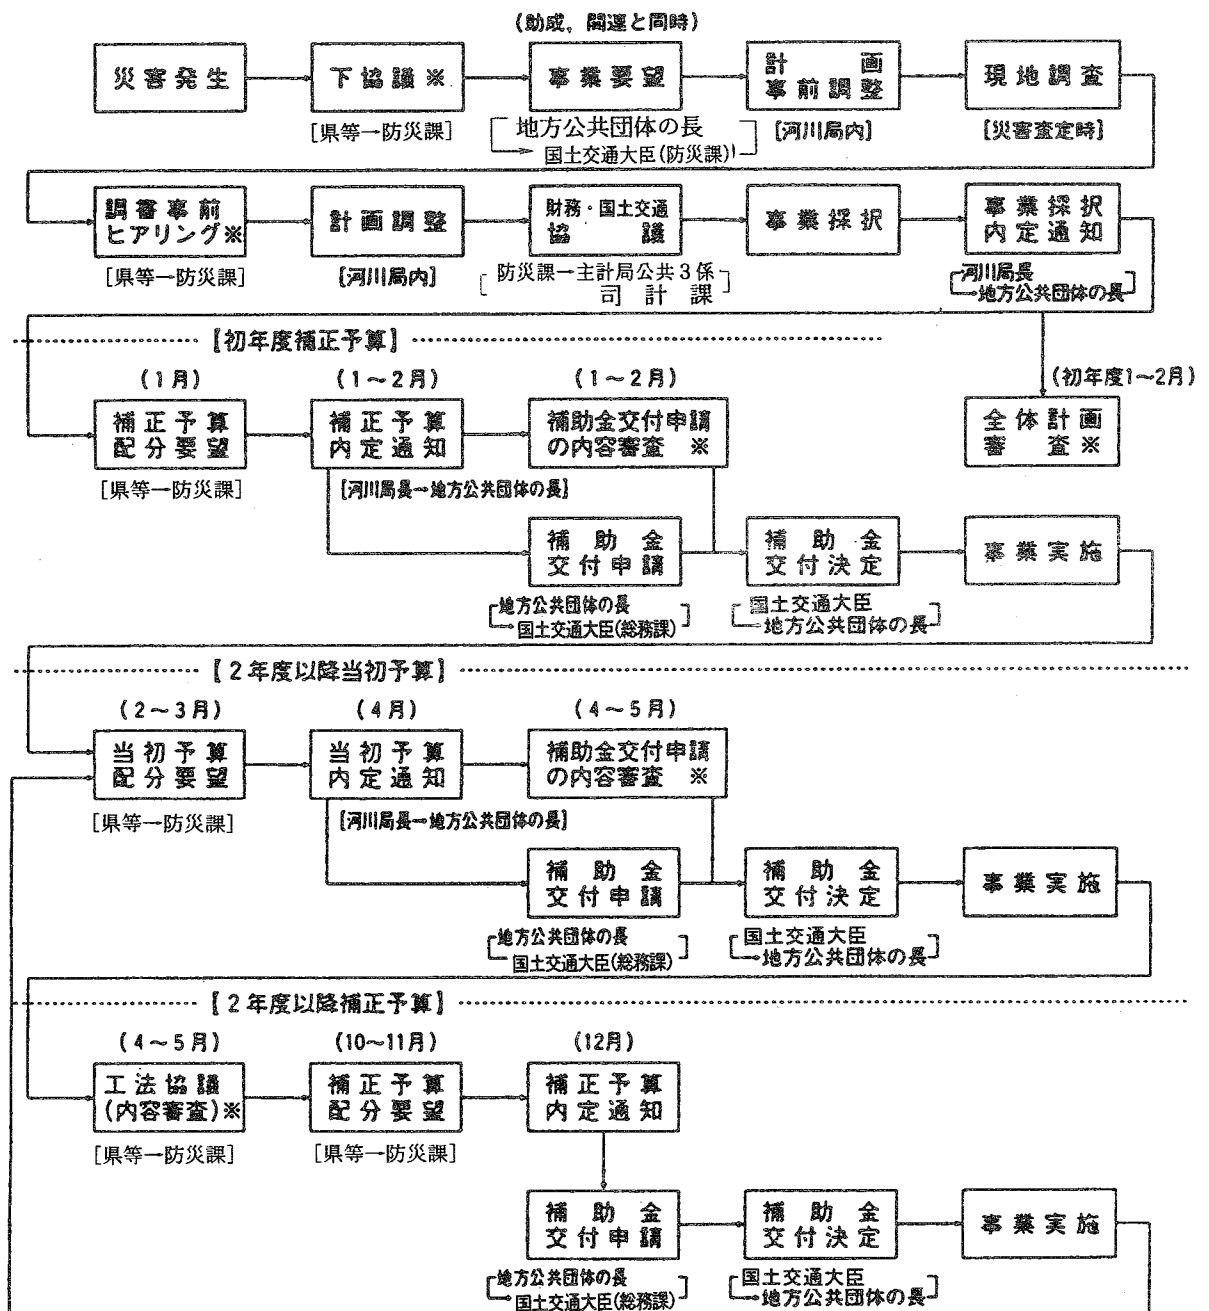 (助成, 関連と同時)
災害発生
下協議※
事業要望
計画
事前調整
現地調査
[県等→防災課]
地方公共団体の長
→国土交通大臣(防災課)
[河川局内]
[災害査定時]
調書事前
ヒアリング※
計画調整
財務・国土交通
協議
事業採択
事業採択
内定通知
[県等→防災課]
[河川局内]
防災課→主計局公共3係
司計課
河川局長
→地方公共団体の長
【初年度補正予算】
(1月)
(1~2月)
(1~2月)
(初年度1~2月)
補正予算
配分要望
補正予算
内定通知
補助金交付申請
の内容審査 ※
全体計画
審査※
[県等→防災課]
[河川局長→地方公共団体の長]
補助金
交付申請
補助金
交付決定
事業実施
地方公共団体の長
→国土交通大臣(総務課)
国土交通大臣
→地方公共団体の長
【2年度以降当初予算】
(2~3月)
(4月)
(4~5月)
当初予算
配分要望
当初予算
内定通知
補助金交付申請
の内容審査 ※
[県等→防災課]
[河川局長→地方公共団体の長]
補助金
交付申請
補助金
交付決定
事業実施
地方公共団体の長
国土交通大臣(総務課)
国土交通大臣
→地方公共団体の長
【2年度以降補正予算】
(4~5月)
(10~11月)
(12月)
工法協議
(内容審査)※
補正予算
配分要望
補正予算
内定通知
[県等→防災課]
[県等→防災課]
補助金
交付申請
補助金
交付決定
事業実施
地方公共団体の長
→国土交通大臣(総務課)
国土交通大臣
→地方公共団体の長